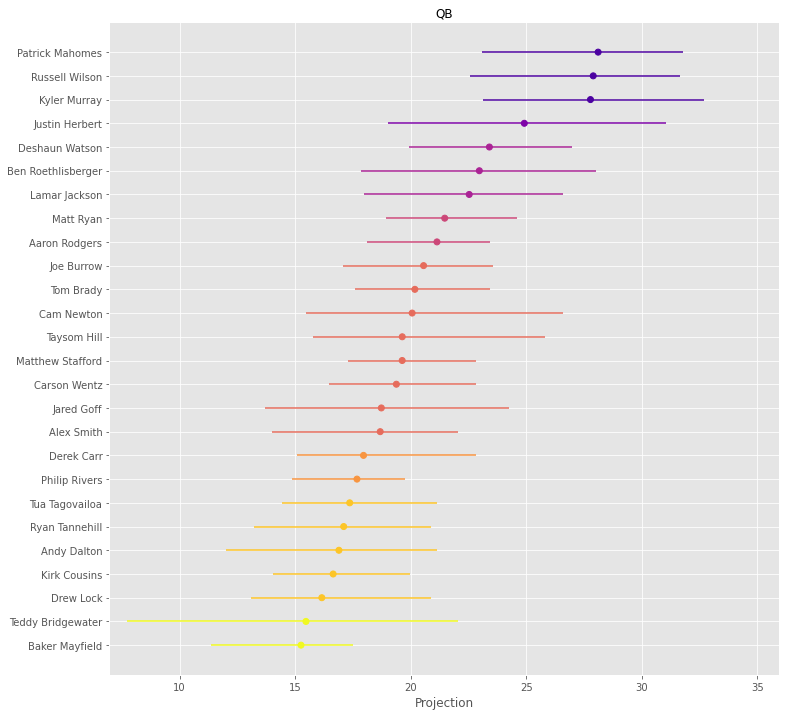 QB
Patrick Mahomes
Russell Wilson
Kyler Murray
Justin Herbert
Deshaun Watson
Ben Roethlisberger
Lamar Jackson
Matt Ryan
Aaron Rodgers
Joe Burrow
Tom Brady
Cam Newton
Taysom Hill
Matthew Stafford
Carson Wentz
Jared Goff
Alex Smith
Derek Carr
Philip Rivers
Tua Tagovailoa
Ryan Tannehill
Andy Dalton
Kirk Cousins
Drew Lock
Teddy Bridgewater
Baker Mayfield
10 15 20 25 30 35
Projection